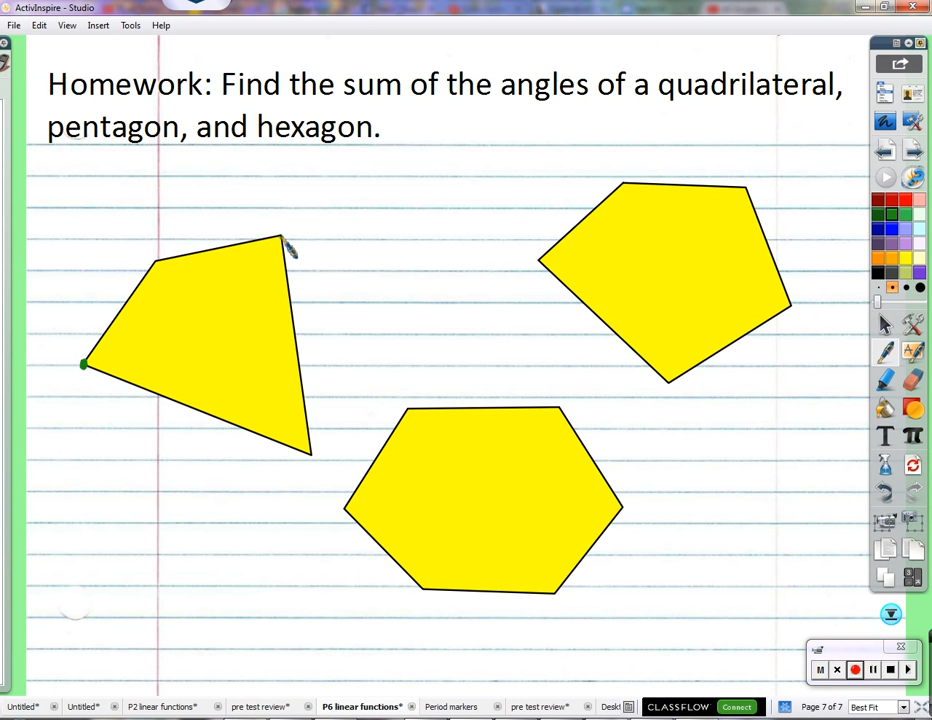 ActivInspire - Studio
File Edit View Insert Tools Help
Homework: Find the sum of the angles of a quadrilateral,
pentagon, and hexagon.
T π
M
Untitled* Untitled* P2 linear functions* pre test review* P6 linear functions* Period markers pre test review* Deskt CLASSFLOW Connect Page 7 of 7 Best Fit